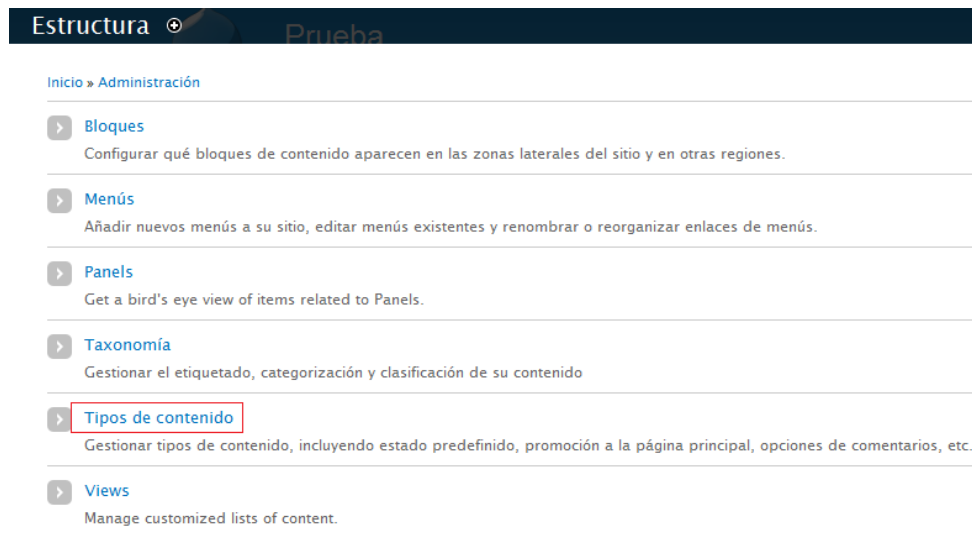 Estructura
Prueba
Inicio » Administración
Bloques
Configurar qué bloques de contenido aparecen en las zonas laterales del sitio y en otras regiones.
Menús
Añadir nuevos menús a su sitio, editar menús existentes y renombrar o reorganizar enlaces de menús.
Panels
Get a bird's eye view of items related to Panels.
Taxonomía
Gestionar el etiquetado, categorización y clasificación de su contenido
Tipos de contenido
Gestionar tipos de contenido, incluyendo estado predefinido, promoción a la página principal, opciones de comentarios, etc.
Views
Manage customized lists of content.